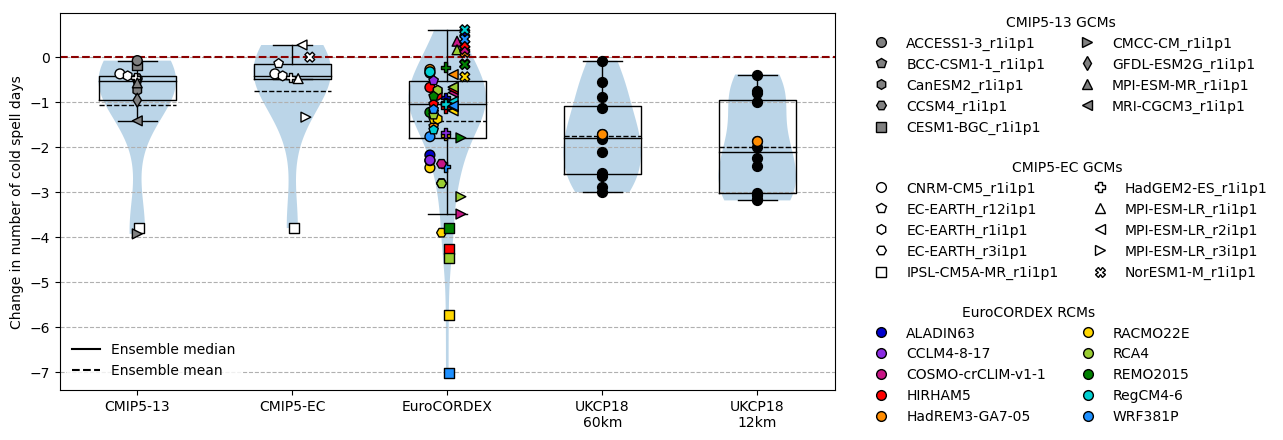 Change in number of cold spell days
0
−1
−2
−3
−4
−5
−6
−7
Ensemble median
Ensemble mean
CMIP5-13
CMIP5-EC
EuroCORDEX
UKCP18
60km
UKCP18
12km
CMIP5-13 GCMs
ACCESS1-3_r1i1p1
BCC-CSM1-1_r1i1p1
CanESM2_r1i1p1
CCSM4_r1i1p1
CESM1-BGC_r1i1p1
CMCC-CM_r1i1p1
GFDL-ESM2G_r1i1p1
MPI-ESM-MR_r1i1p1
MRI-CGCM3_r1i1p1
CMIP5-EC GCMs
CNRM-CM5_r1i1p1
EC-EARTH_r12i1p1
EC-EARTH_r1i1p1
EC-EARTH_r3i1p1
IPSL-CM5A-MR_r1i1p1
HadGEM2-ES_r1i1p1
MPI-ESM-LR_r1i1p1
MPI-ESM-LR_r2i1p1
MPI-ESM-LR_r3i1p1
NorESM1-M_r1i1p1
EuroCORDEX RCMs
ALADIN63
CCLM4-8-17
COSMO-crCLIM-v1-1
HIRHAM5
HadREM3-GA7-05
RACMO22E
RCA4
REMO2015
RegCM4-6
WRF381P